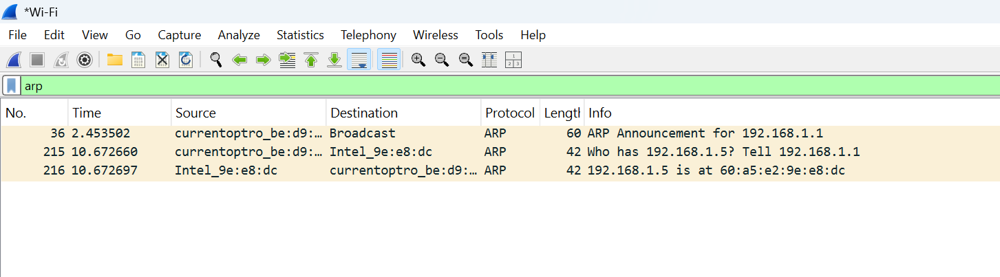 *Wi-Fi
File Edit View Go Capture Analyze Statistics Telephony Wireless Tools Help
arp
No. Time Source Destination Protocol Length Info
36 2.453502 currentoptro_be:d9:… Broadcast ARP 60 ARP Announcement for 192.168.1.1
215 10.672660 currentoptro_be:d9:… Intel_9e:e8:dc ARP 42 Who has 192.168.1.5? Tell 192.168.1.1
216 10.672697 Intel_9e:e8:dc currentoptro_be:d9:… ARP 42 192.168.1.5 is at 60:a5:e2:9e:e8:dc